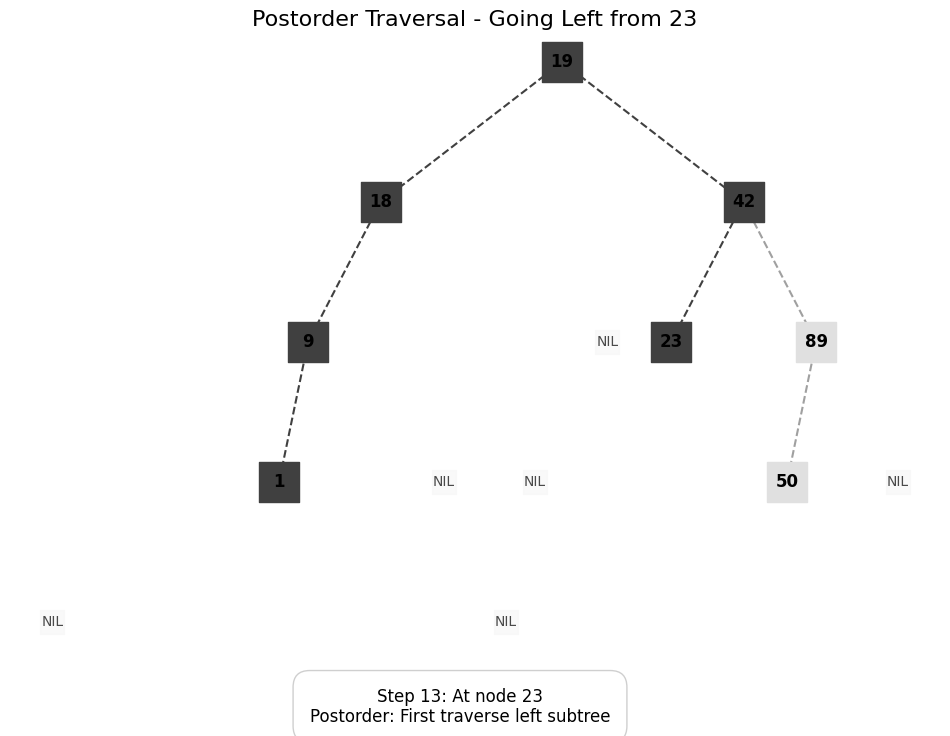 Postorder Traversal - Going Left from 23
19
18
42
9
NIL
23
89
1
NIL
NIL
50
NIL
NIL
NIL
Step 13: At node 23
Postorder: First traverse left subtree